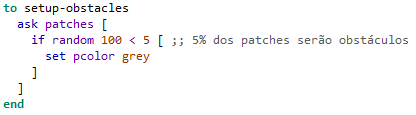 to setup-obstacles
  ask patches [
    if random 100 < 5 [ ;; 5% dos patches serão obstáculos
      set pcolor grey
    ]
  ]
end